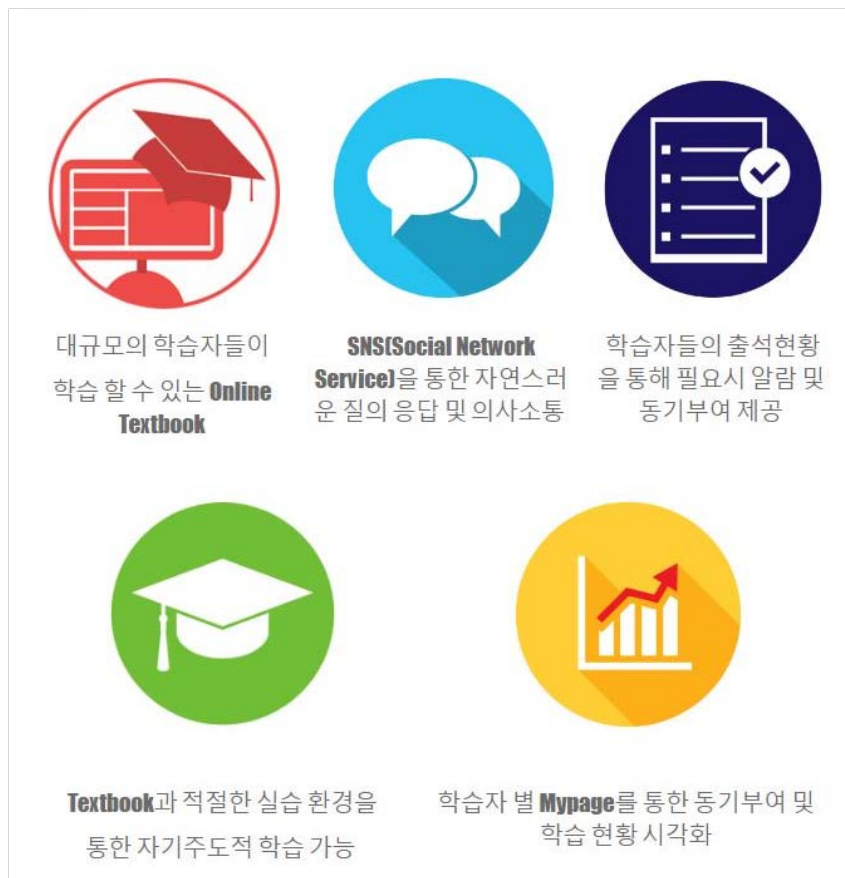 대규모의 학습자들이
학습 할 수 있는 Online
Textbook
SNS(Social Network
Service)을 통한 자연스러
운 질의 응답 및 의사소통
학습자들의 출석현황
을 통해 필요시 알람 및
동기부여 제공
Textbook과 적절한 실습 환경을
통한 자기주도적 학습 가능
학습자 별 Mypage를 통한 동기부여 및
학습 현황 시각화